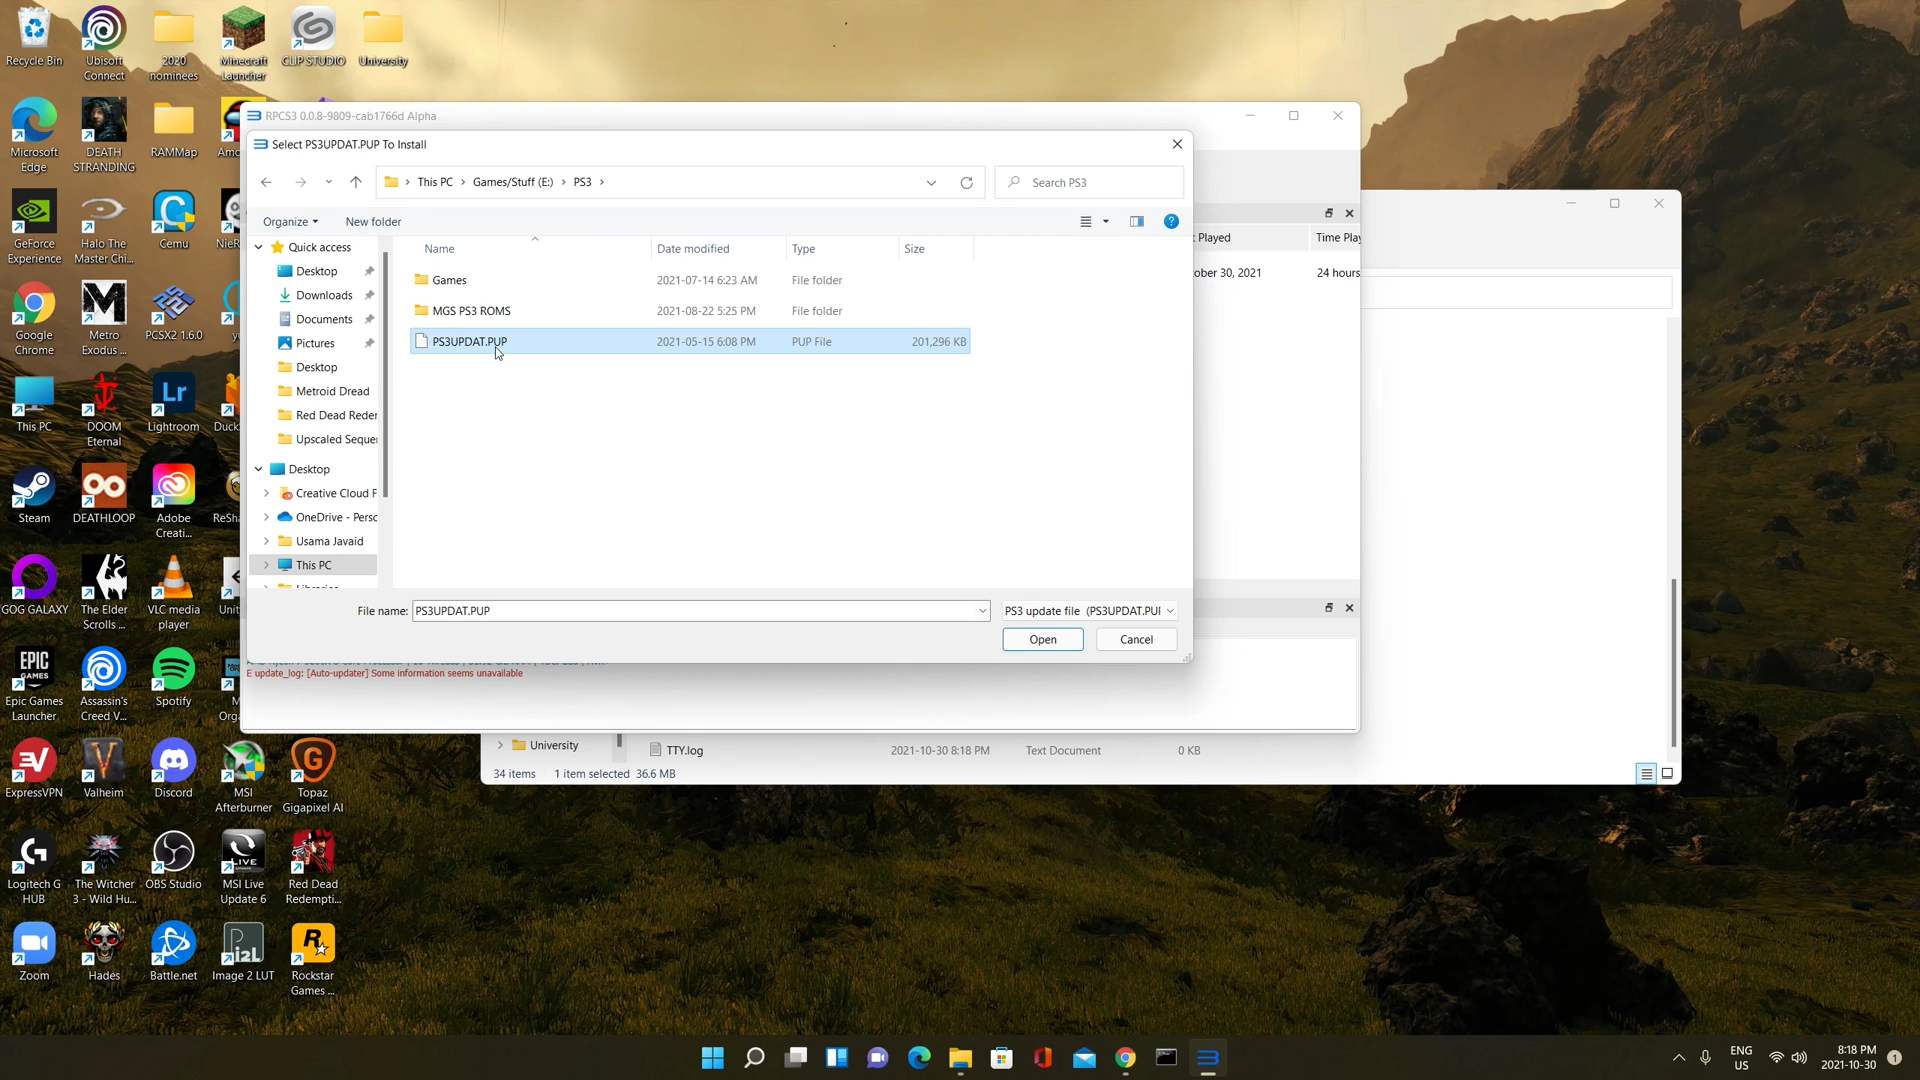 Recycle Bin
Ubisoft Connect
2020 nominees
Minecraft Launcher
CLIP STUDIO
University
Microsoft Edge
DEATH STRANDING
RAMMap
GeForce Experience
Halo The Master Chi...
Cemu
Google Chrome
Metro Exodus ...
PCSX2 1.6.0
This PC
DOOM Eternal
Lightroom
Steam
DEATHLOOP
Adobe Creati...
GOG GALAXY
The Elder Scrolls ...
VLC media player
Epic Games Launcher
Assassin's Creed V...
Spotify
ExpressVPN
Valheim
Discord
MSI Afterburner
Topaz Gigapixel AI
Logitech G HUB
The Witcher 3 - Wild Hu...
OBS Studio
MSI Live Update 6
Red Dead Redempti...
Zoom
Hades
Battle.net
Image 2 LUT
Rockstar Games ...
RPCS3 0.0.8-9809-cab1766d Alpha
Select PS3UPDAT.PUP To Install
This PC > Games/Stuff (E:) > PS3 >
Search PS3
Organize
New folder
Quick access
Desktop
Downloads
Documents
Pictures
Desktop
Metroid Dread
Red Dead Reder
Upscaled Seque
Desktop
Creative Cloud F
OneDrive - Perso
Usama Javaid
This PC
Name Date modified Type Size
Games 2021-07-14 6:23 AM File folder
MGS PS3 ROMS 2021-08-22 5:25 PM File folder
PS3UPDAT.PUP 2021-05-15 6:08 PM PUP File 201,296 KB
File name: PS3UPDAT.PUP
PS3 update file (PS3UPDAT.PUI
Open
Cancel
t Played
Time Play
ober 30, 2021
24 hours
E update_log: [Auto-updater] Some information seems unavailable
University
TTY.log 2021-10-30 8:18 PM Text Document 0 KB
34 items 1 item selected 36.6 MB
ENG US
8:18 PM
2021-10-30
1